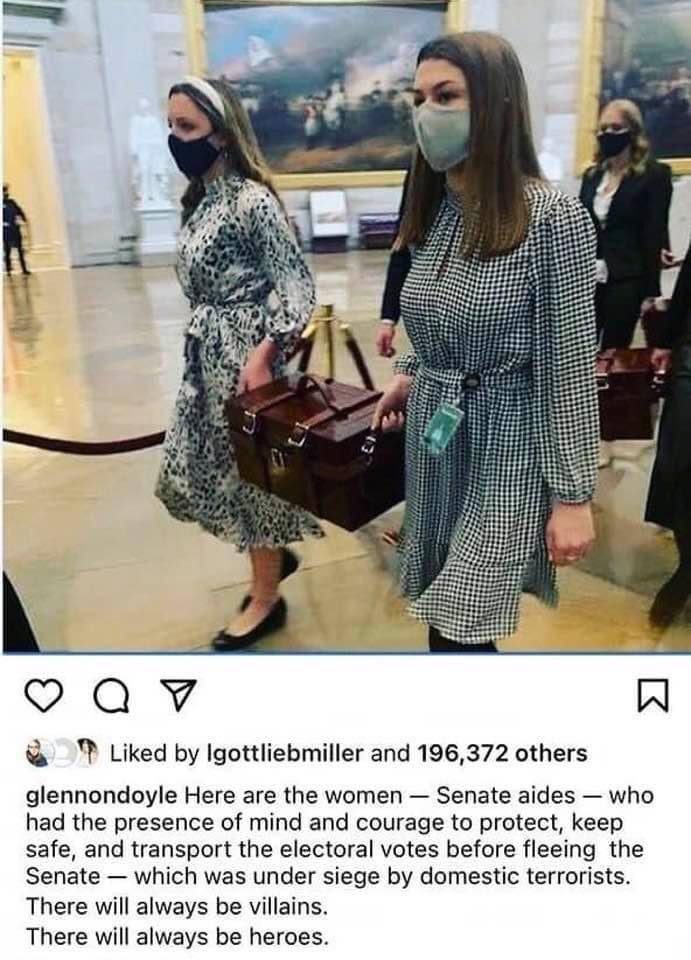 Liked by lgottliebmiller and 196,372 others
glennondoyle Here are the women — Senate aides — who
had the presence of mind and courage to protect, keep
safe, and transport the electoral votes before fleeing the
Senate — which was under siege by domestic terrorists.
There will always be villains.
There will always be heroes.